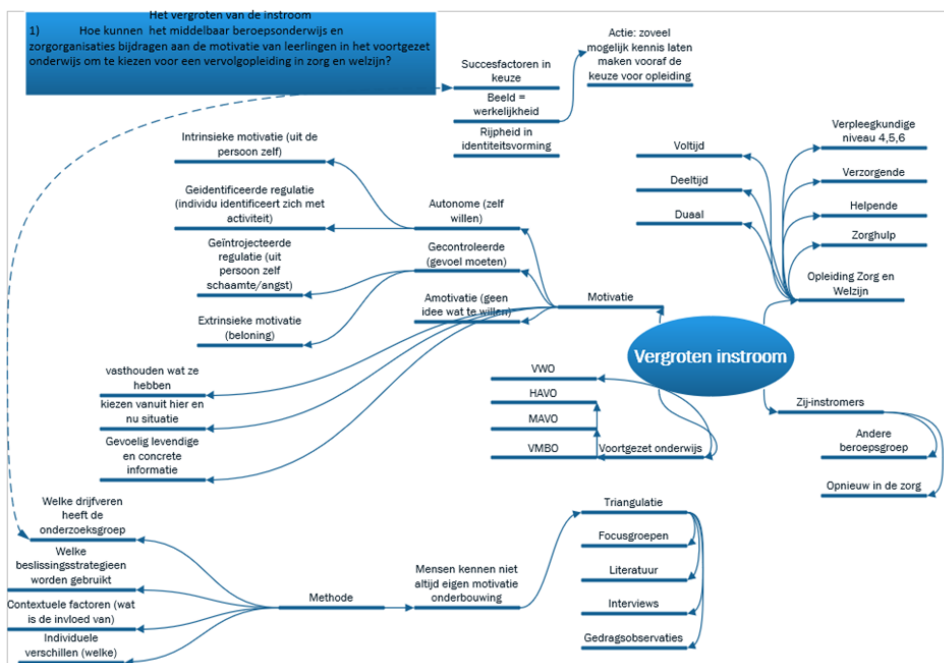 Het vergroten van de instroom
1) Hoe kunnen het middelbaar beroepsonderwijs en
zorgorganisaties bijdragen aan de motivatie van leerlingen in het voortgezet
onderwijs om te kiezen voor een vervolgopleiding in zorg en welzijn?
Actie: zoveel
mogelijk kennis laten
maken vooraf de
keuze voor opleiding
Succesfactoren in
keuze
Beeld =
werkelijkheid
Rijpheid in
identiteitsvorming
Intrinsieke motivatie (uit de
persoon zelf)
Geidentificeerde regulatie
(individu identificeert zich met
activiteit)
Geïntrojecteerde
regulatie (uit
persoon zelf
schaamte/angst)
Extrinsieke motivatie
(beloning)
Autonome (zelf
willen)
Gecontroleerde
(gevoel moeten)
Amotivatie (geen
idee wat te willen)
Motivatie
vasthouden wat ze
hebben
kiezen vanuit hier en
nu situatie
Gevoelig levendige
en concrete
informatie
Voltijd
Deeltijd
Duaal
Verpleegkundige
niveau 4,5,6
Verzorgende
Helpende
Zorghulp
Opleiding Zorg en
Welzijn
Vergroten instroom
VWO
HAVO
MAVO
VMBO
Voortgezet onderwijs
Zij-instromers
Andere
beroepsgroep
Opnieuw in de zorg
Welke drijfveren
heeft de
onderzoeksgroep
Welke
beslissingsstrategieen
worden gebruikt
Contextuele factoren (wat
is de invloed van)
Individuele
verschillen (welke)
Methode
Mensen kennen niet
altijd eigen motivatie
onderbouwing
Triangulatie
Focusgroepen
Literatuur
Interviews
Gedragsobservaties